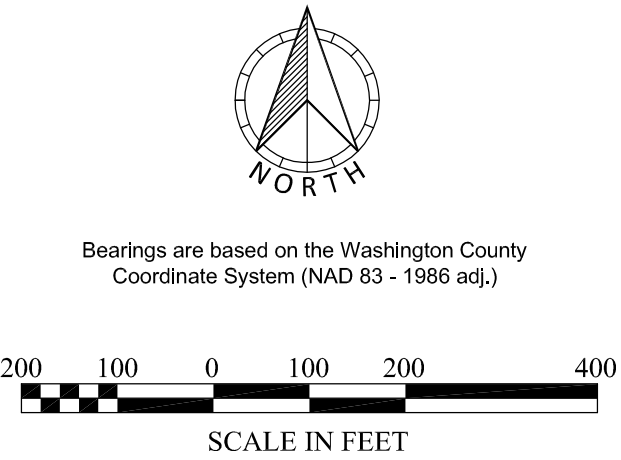 NORTH
Bearings are based on the Washington County
Coordinate System (NAD 83 - 1986 adj.)
200 100 0 100 200 400
SCALE IN FEET